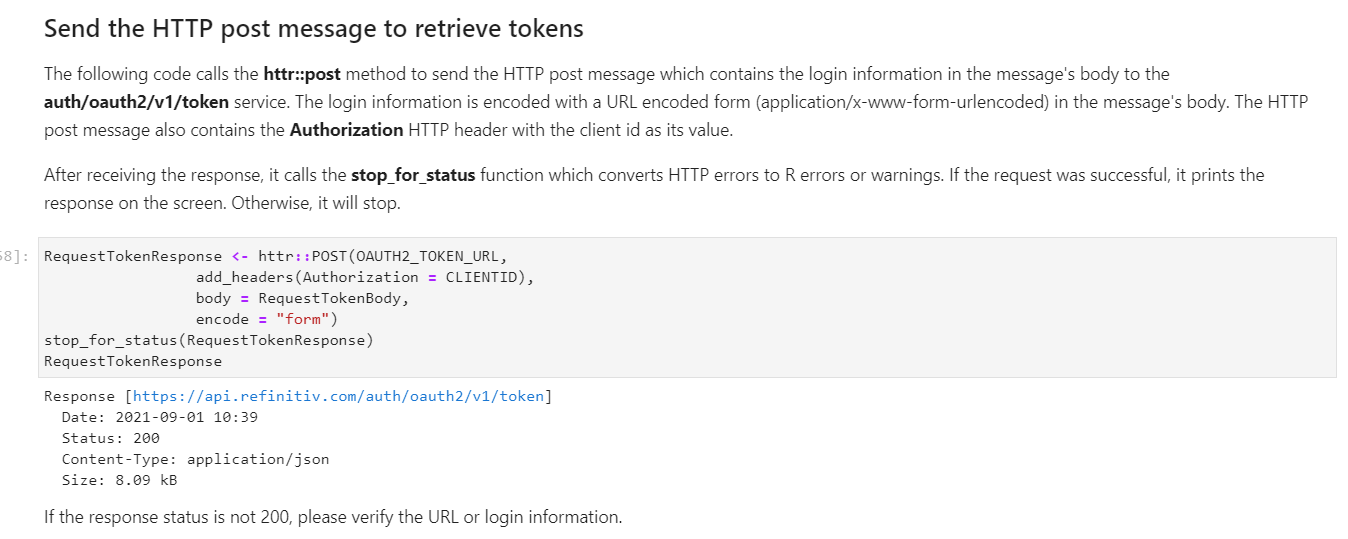 Send the HTTP post message to retrieve tokens
The following code calls the httr::post method to send the HTTP post message which contains the login information in the message's body to the
auth/oauth2/v1/token service. The login information is encoded with a URL encoded form (application/x-www-form-urlencoded) in the message's body. The HTTP
post message also contains the Authorization HTTP header with the client id as its value.
After receiving the response, it calls the stop_for_status function which converts HTTP errors to R errors or warnings. If the request was successful, it prints the
response on the screen. Otherwise, it will stop.
8]: RequestTokenResponse <- httr::POST(OAUTH2_TOKEN_URL,
add_headers(Authorization = CLIENTID),
body = RequestTokenBody,
encode = "form")
stop_for_status(RequestTokenResponse)
RequestTokenResponse
Response [https://api.refinitiv.com/auth/oauth2/v1/token]
Date: 2021-09-01 10:39
Status: 200
Content-Type: application/json
Size: 8.09 kB
If the response status is not 200, please verify the URL or login information.